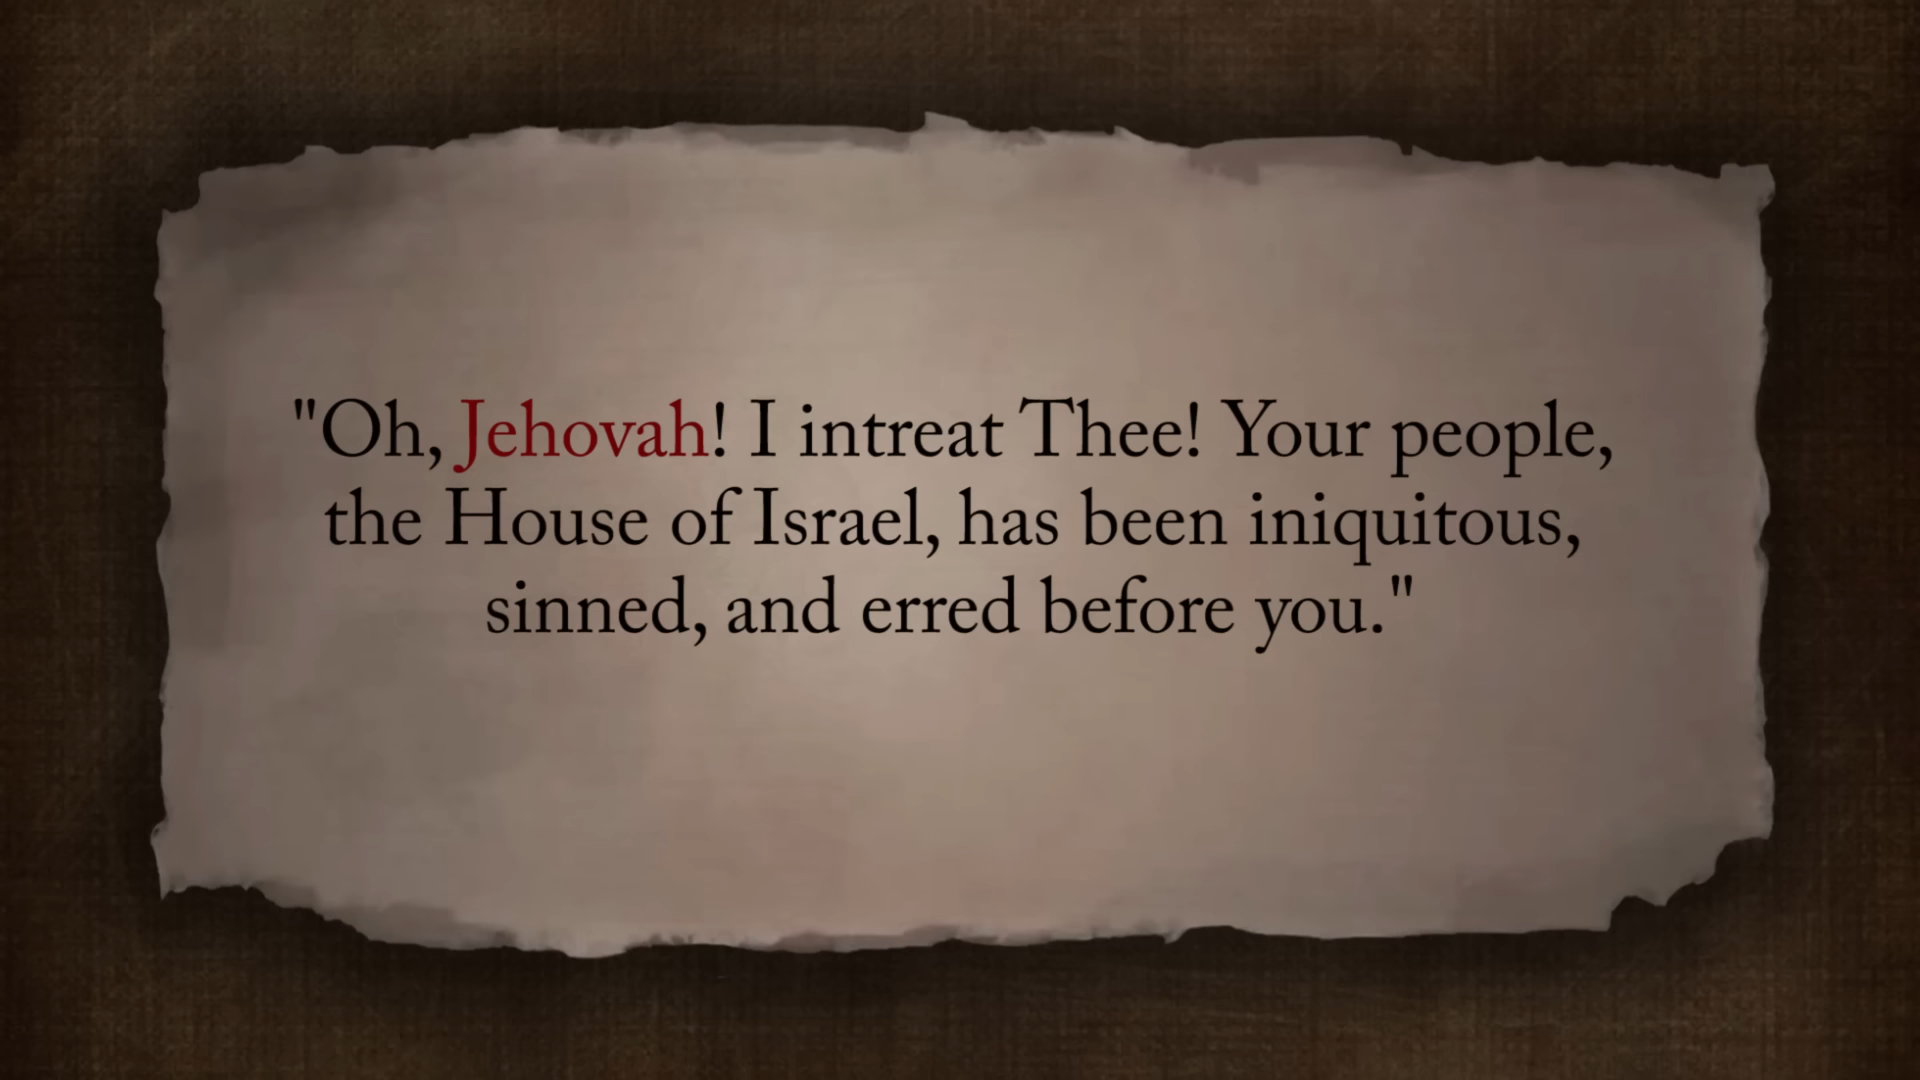 "Oh, Jehovah! I intreat Thee! Your people,
the House of Israel, has been iniquitous,
sinned, and erred before you."